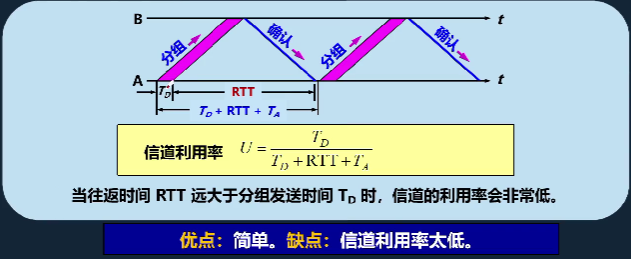 B t
分组 确认 分组 确认
A t
T_D RTT
T_D + RTT + T_A
信道利用率 U = \frac{T_D}{T_D + RTT + T_A}
当往返时间 RTT 远大于分组发送时间 T_D 时，信道的利用率会非常低。
优点：简单。缺点：信道利用率太低。